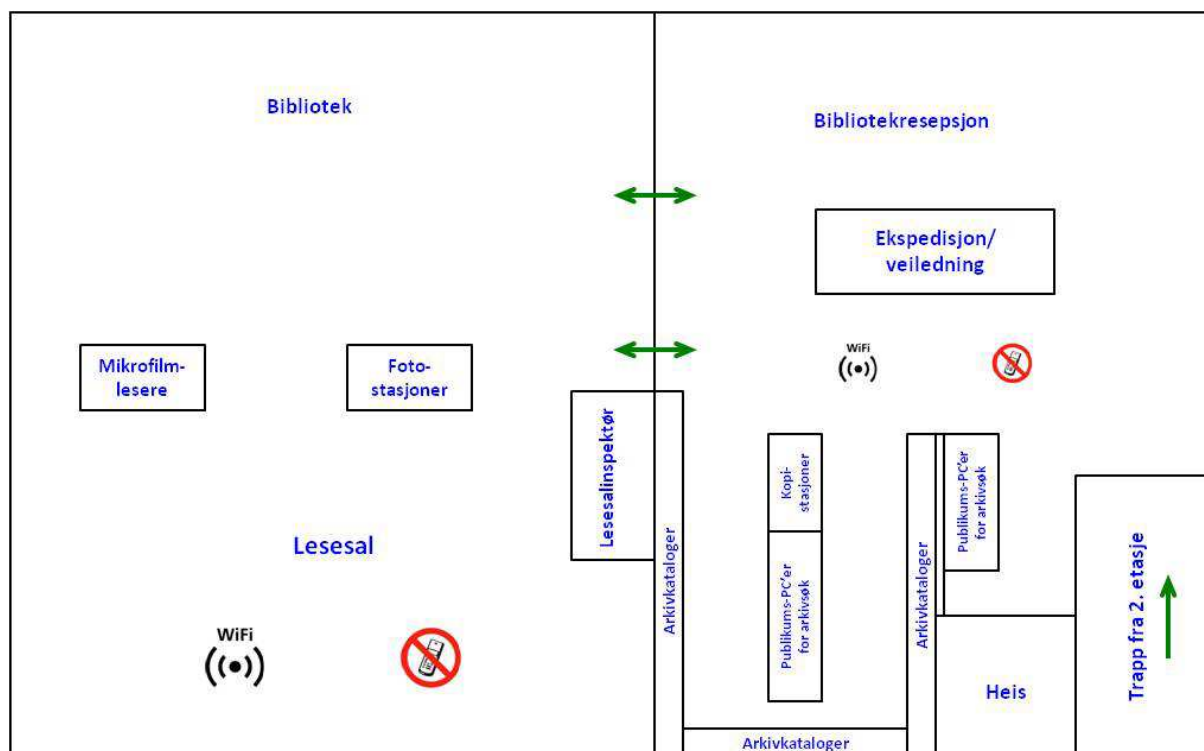 Bibliotek
Bibliotekresepsjon
Ekspedisjon/
veiledning
Mikrofilm-
lesere
Foto-
stasjoner
WiFi
Lesesalinspektør
Kopi-
stasjoner
Publikums-PC'er
for arkivsøk
Lesesal
Arkivkataloger
Publikums-PC'er
for arkivsøk
Arkivkataloger
Trapp fra 2. etasje
WiFi
Heis
Arkivkataloger